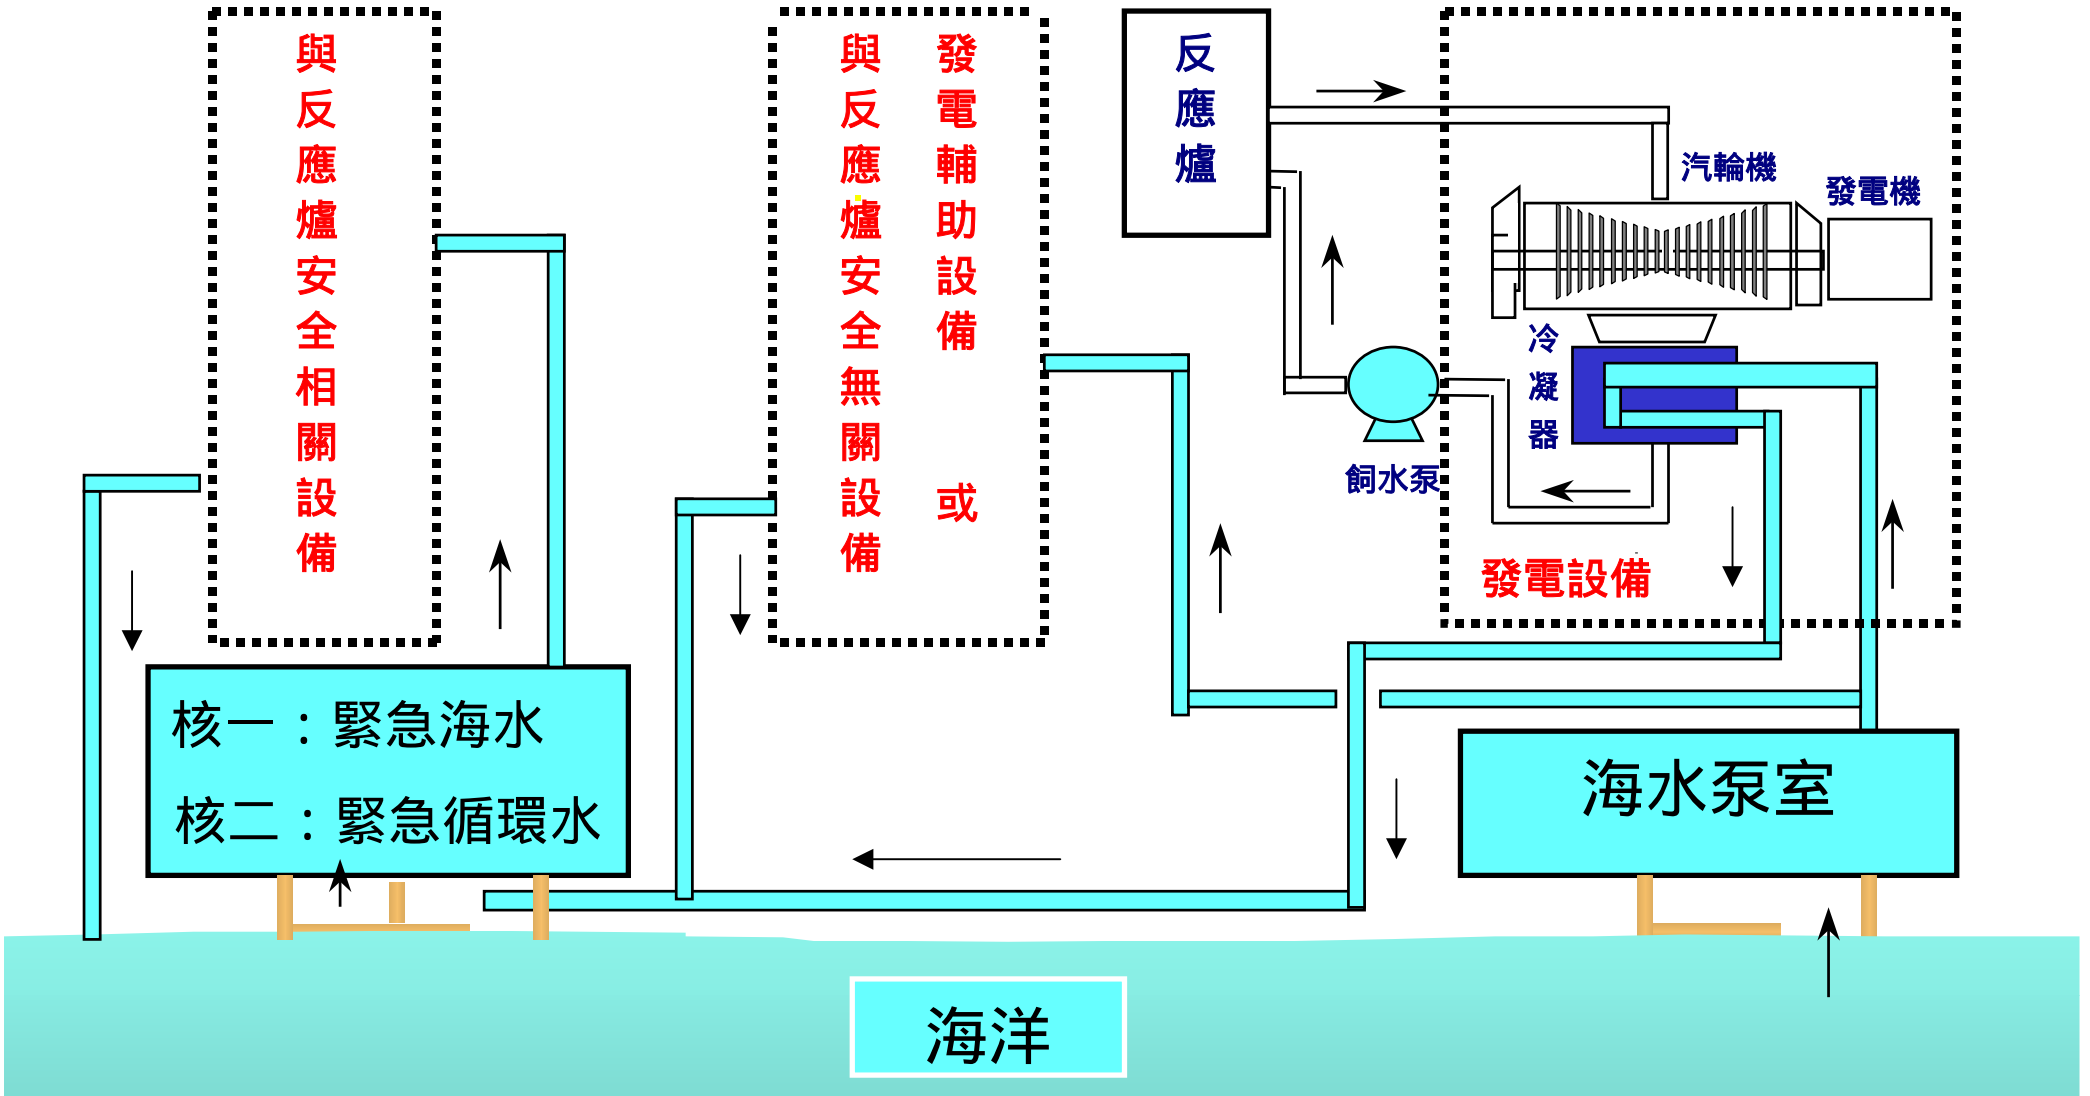 與反應爐安全相關設備
發電輔助設備 或
與反應爐安全無關設備
反應爐
汽輪機
發電機
冷凝器
飼水泵
發電設備
核一：緊急海水
核二：緊急循環水
海水泵室
海洋